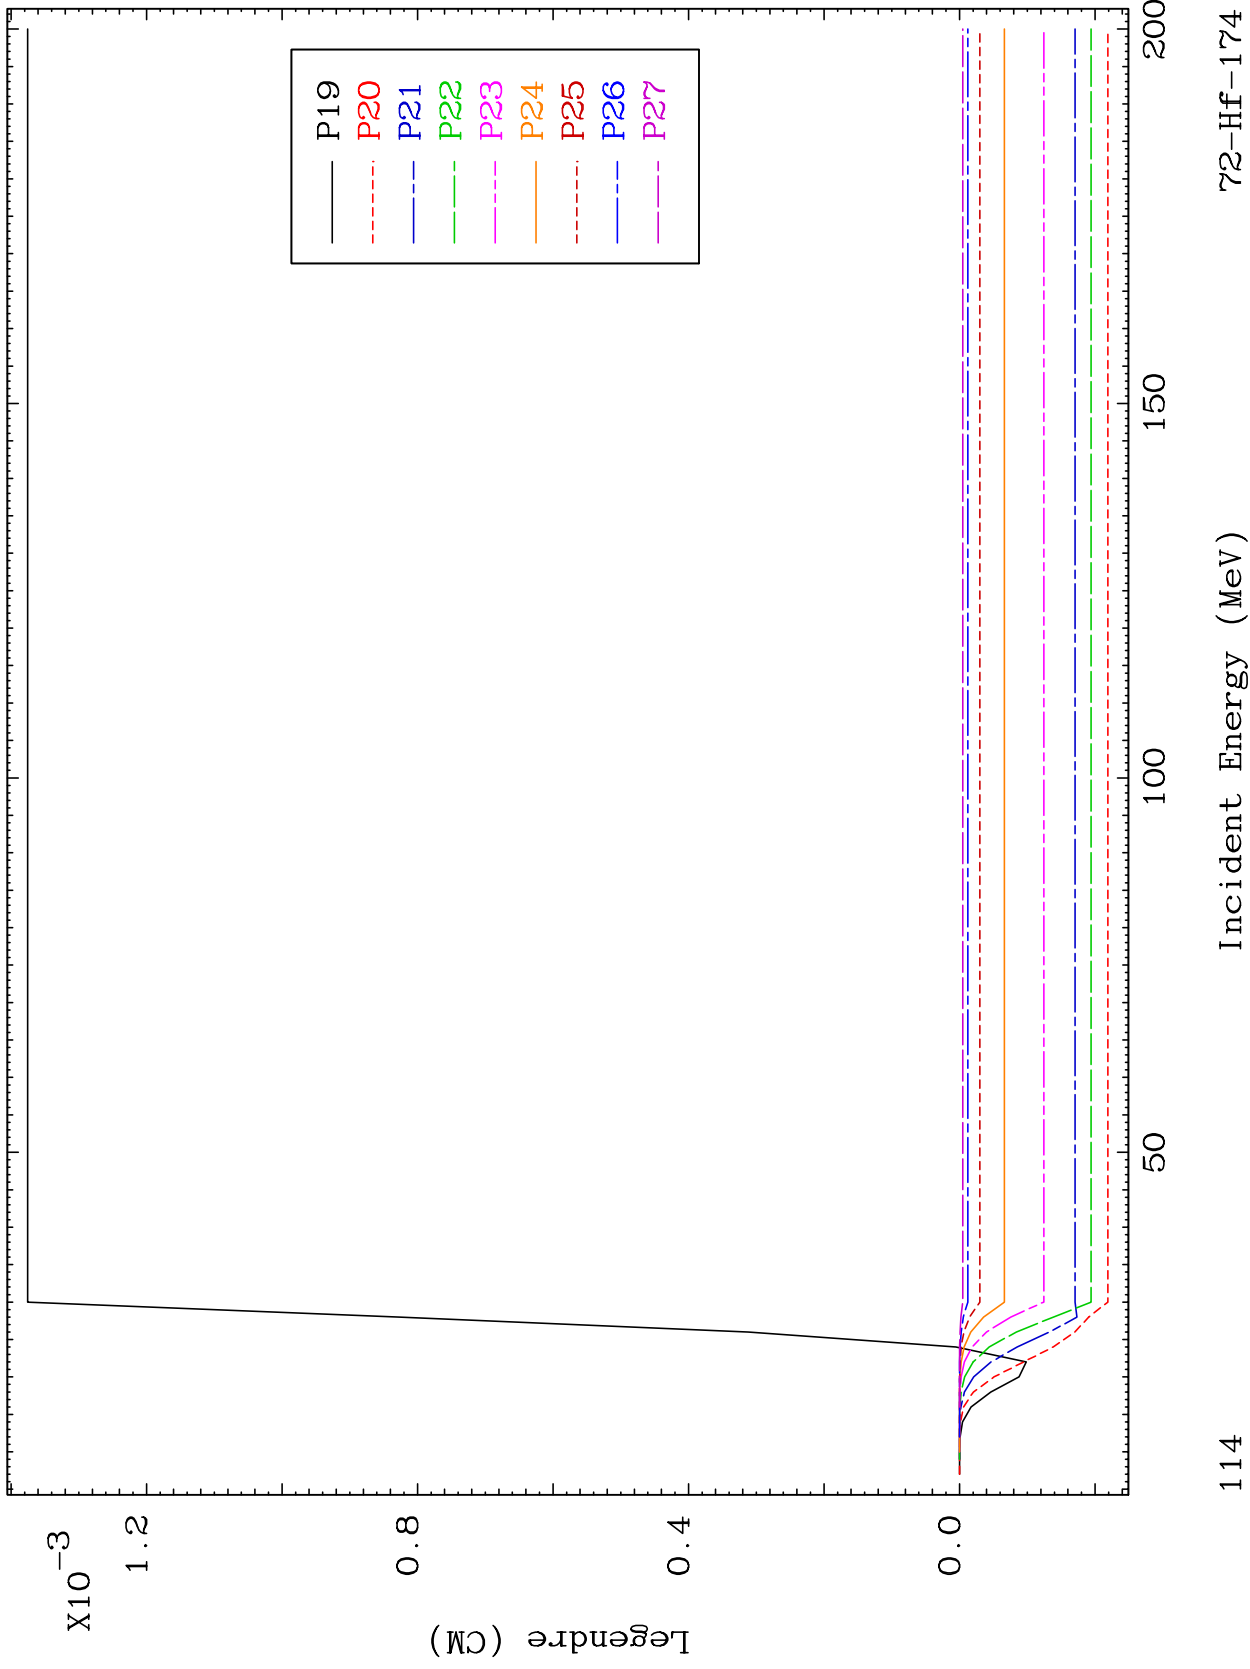 X10-3
1.2
0.8
0.4
0.0
Legendre (CM)
P19
P20
P21
P22
P23
P24
P25
P26
P27
50
100
150
200
Incident Energy (MeV)
114
72-Hf-174